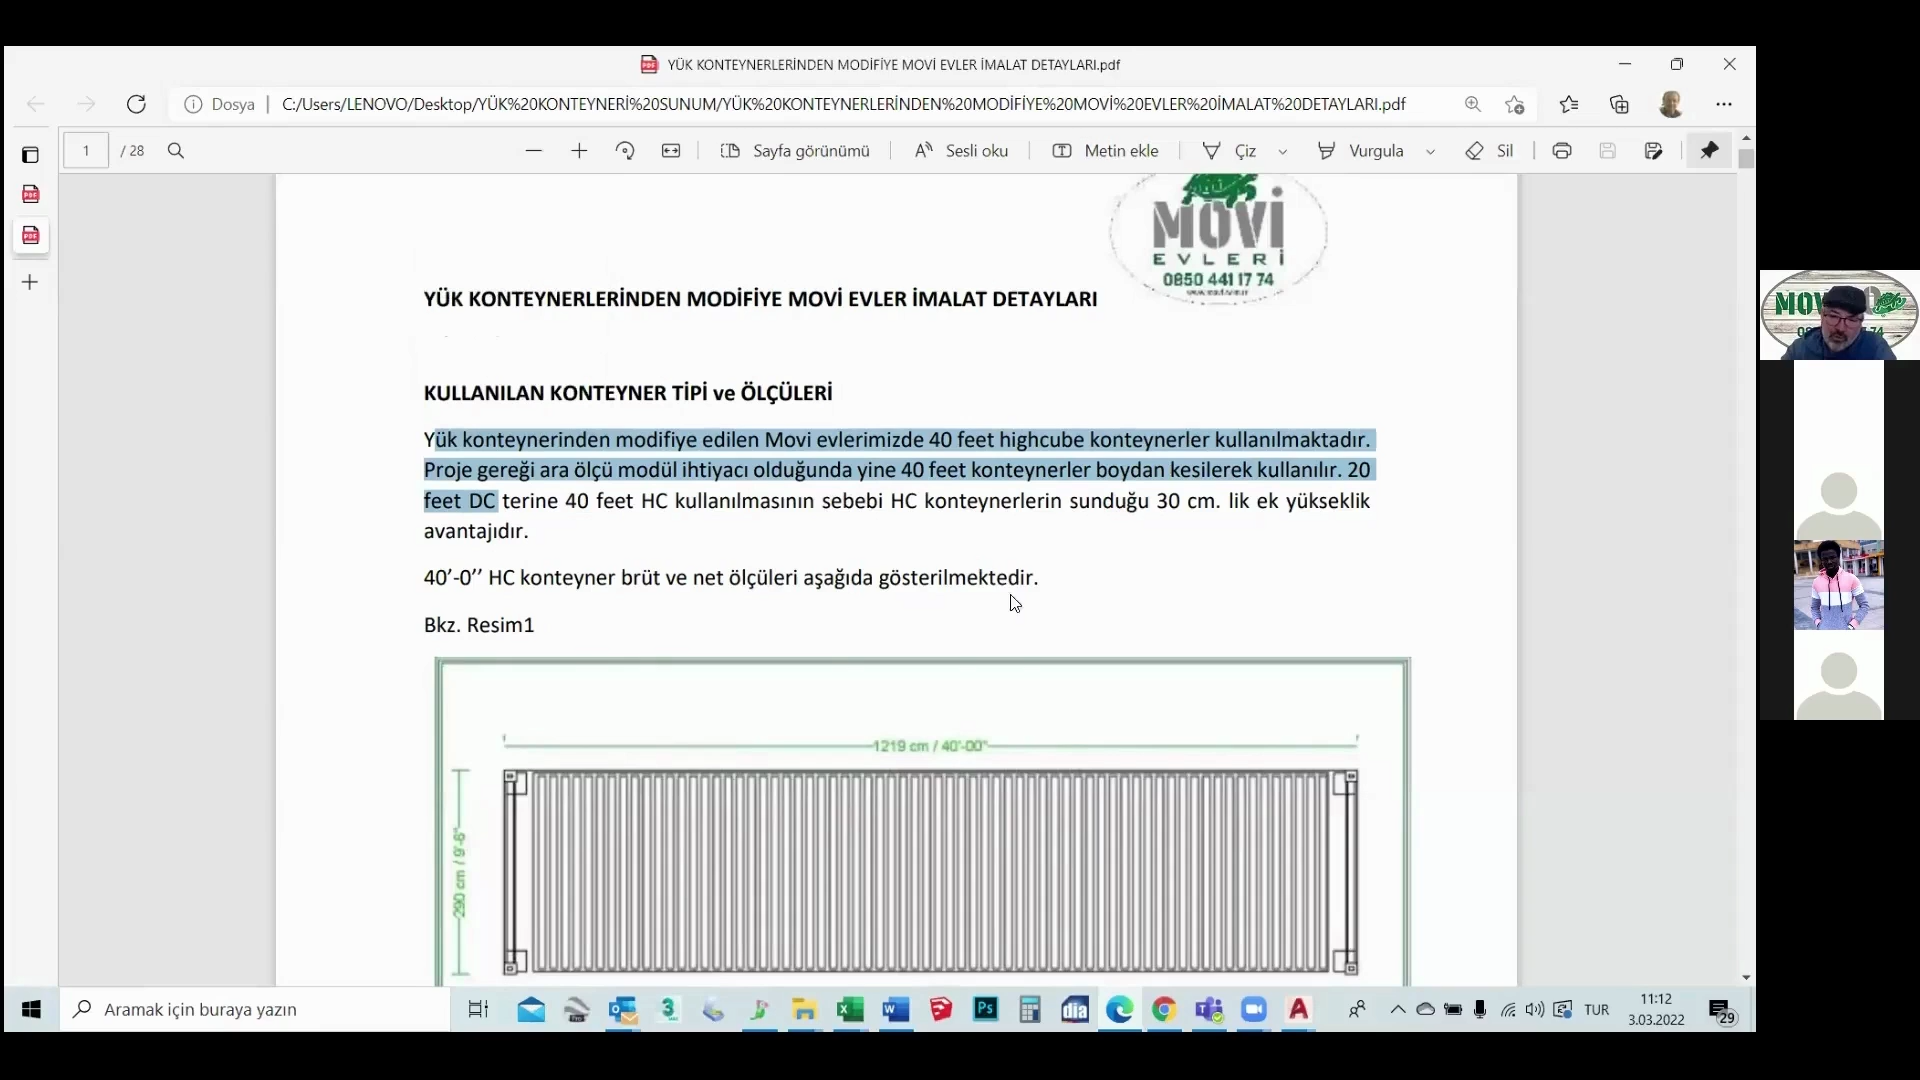 YÜK KONTEYNERLERİNDEN MODİFİYE MOVİ EVLER İMALAT DETAYLARI.pdf
Dosya | C:/Users/LENOVO/Desktop/YÜK%20KONTEYNERİ%20SUNUM/YÜK%20KONTEYNERLERİNDEN%20MODİFİYE%20MOVİ%20EVLER%20İMALAT%20DETAYLARI.pdf
1 / 28 Sayfa görünümü Sesli oku Metin ekle Çiz Vurgula Sil
MOVİ
EVLERİ
0850 441 17 74
YÜK KONTEYNERLERİNDEN MODİFİYE MOVİ EVLER İMALAT DETAYLARI
KULLANILAN KONTEYNER TİPİ ve ÖLÇÜLERİ
Yük konteynerinden modifiye edilen Movi evlerimizde 40 feet highcube konteynerler kullanılmaktadır.
Proje gereği ara ölçü modül ihtiyacı olduğunda yine 40 feet konteynerler boydan kesilerek kullanılır. 20
feet DC terine 40 feet HC kullanılmasının sebebi HC konteynerlerin sunduğu 30 cm. lik ek yükseklik
avantajıdır.
40’-0’’ HC konteyner brüt ve net ölçüleri aşağıda gösterilmektedir.
Bkz. Resim1
1219 cm / 40'-00"
290 cm / 9'-6"
Aramak için buraya yazın
TUR
11:12
3.03.2022
29